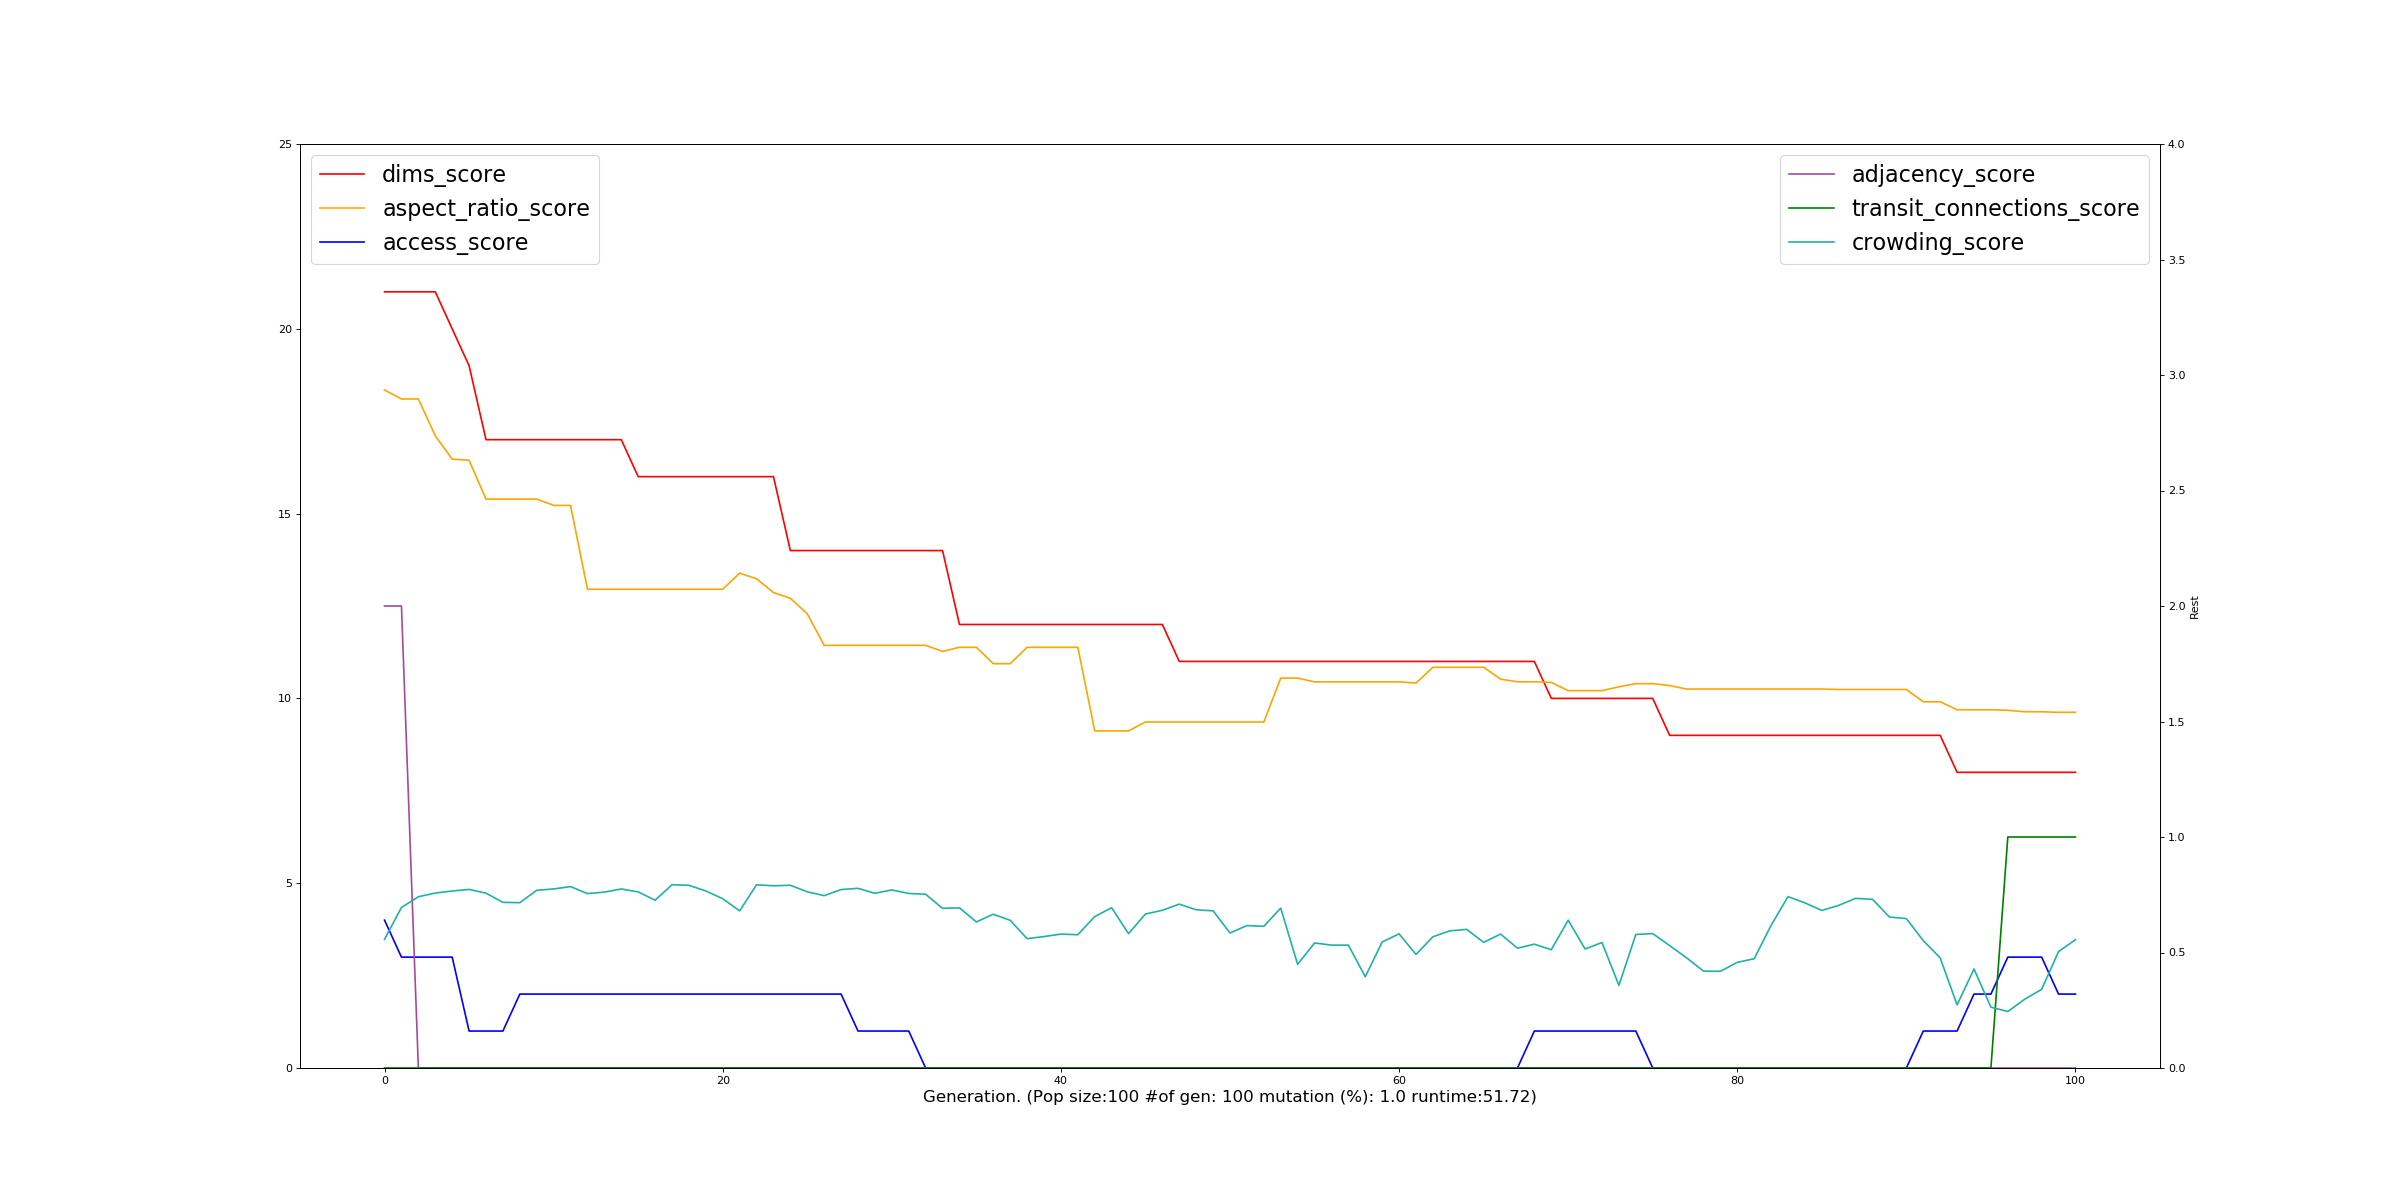 25
20
15
10
5
0
dims_score
aspect_ratio_score
access_score
adjacency_score
transit_connections_score
crowding_score
4.0
3.5
3.0
2.5
2.0
1.5
1.0
0.5
0.0
Rest
0 20 40 60 80 100
Generation. (Pop size:100 #of gen: 100 mutation (%): 1.0 runtime:51.72)